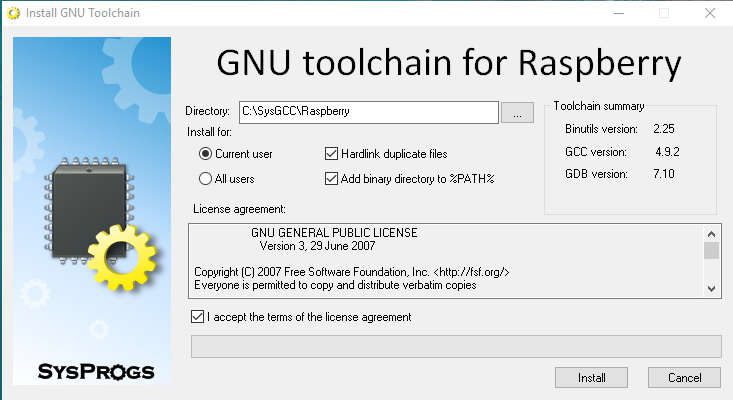 Install GNU Toolchain
GNU toolchain for Raspberry
Directory: C:\SysGCC\Raspberry ...
Install for:
Current user
Hardlink duplicate files
All users
Add binary directory to %PATH%
Toolchain summary
Binutils version: 2.25
GCC version: 4.9.2
GDB version: 7.10
License agreement:
GNU GENERAL PUBLIC LICENSE
Version 3, 29 June 2007
Copyright (C) 2007 Free Software Foundation, Inc. <http://fsf.org/>
Everyone is permitted to copy and distribute verbatim copies
I accept the terms of the license agreement
SYSPROGS
Install
Cancel